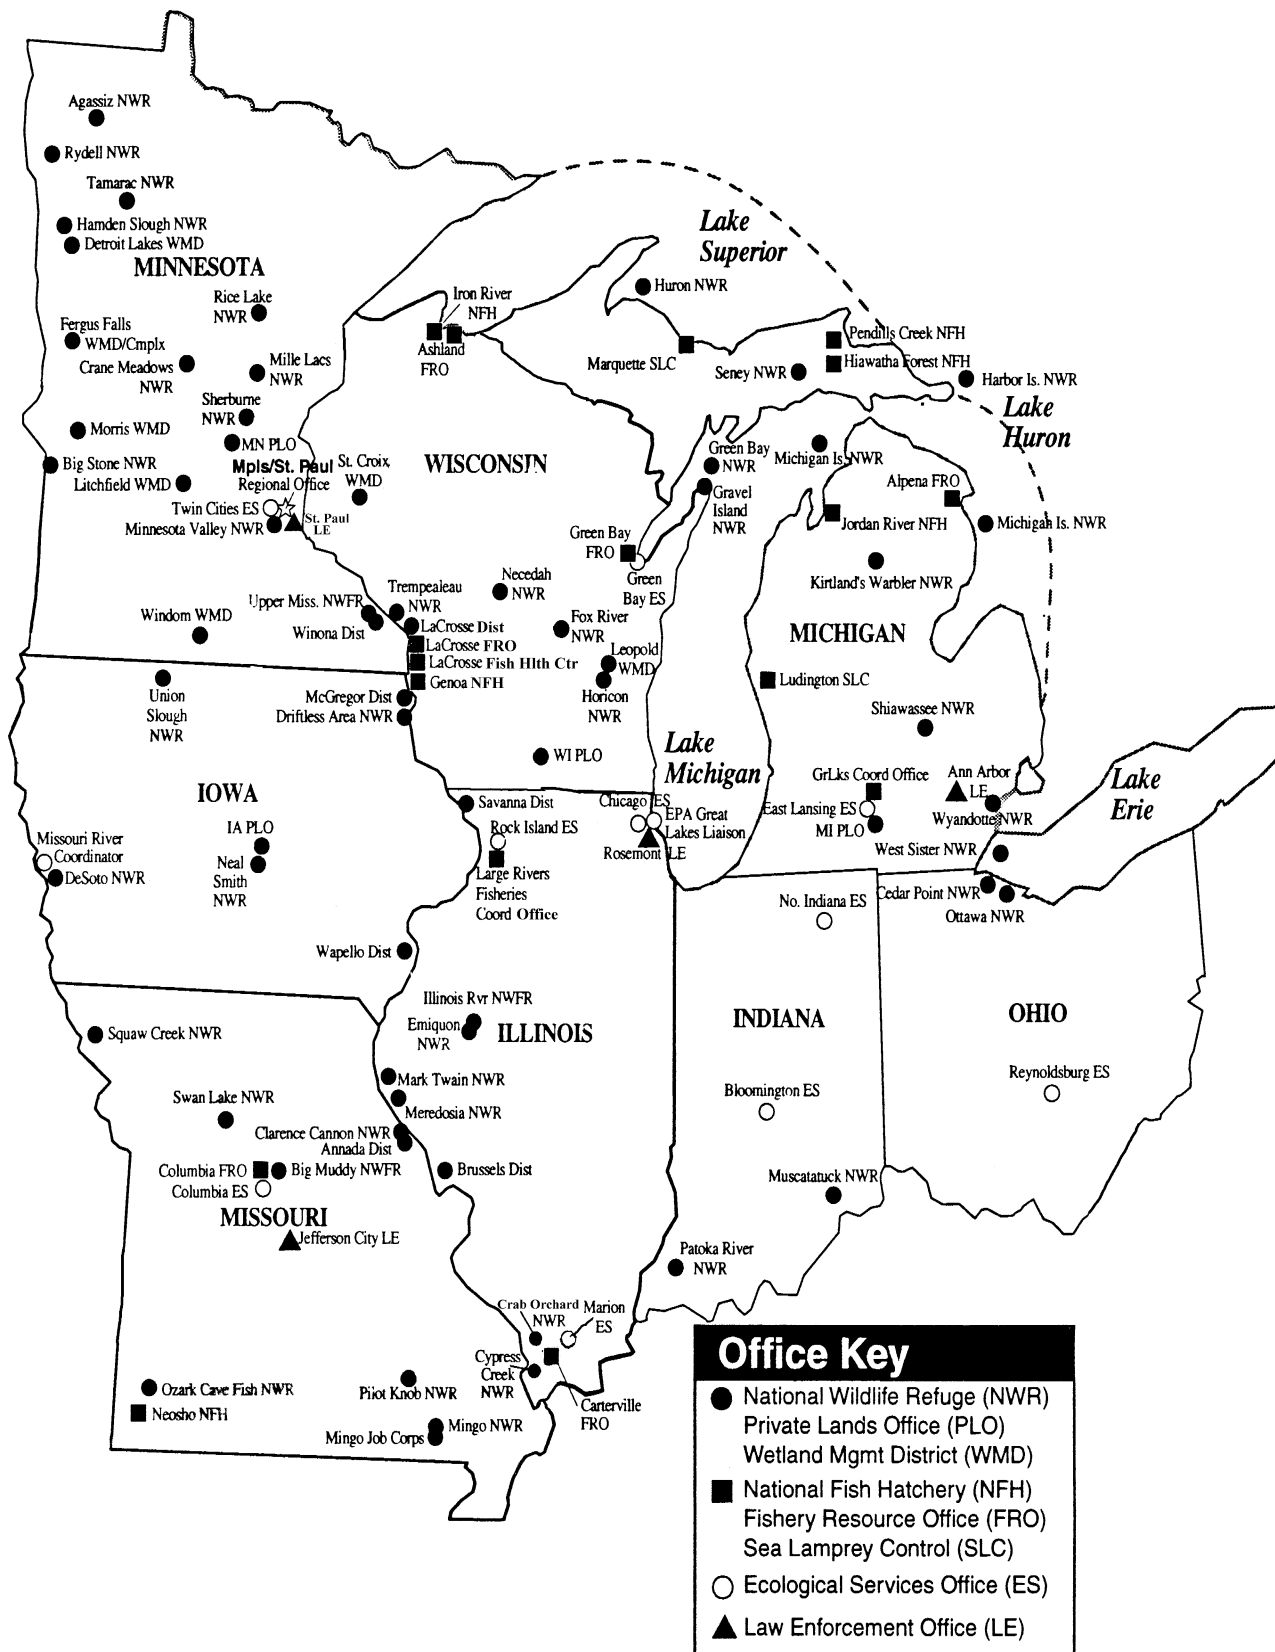 Agassiz NWR
Rydell NWR
Tamarac NWR
Hamden Slough NWR
Detroit Lakes WMD
MINNESOTA
Rice Lake
NWR
Fergus Falls
WMD/Cmplx
Crane Meadows
NWR
Mille Lacs
NWR
Sherburne
NWR
Morris WMD
MN PLO
Big Stone NWR
Litchfield WMD
Mpls/St. Paul
Regional Office
St. Croix
WMD
Twin Cities ES
Minnesota Valley NWR
St. Paul
LE
Windom WMD
Upper Miss. NWFR
Winona Dist
Lake
Superior
Huron NWR
Iron River
NFH
Ashland
FRO
Marquette SLC
Pendills Creek NFH
Hiawatha Forest NFH
Seney NWR
Harbor Is. NWR
Lake
Huron
WISCONSIN
Green Bay
NWR
Michigan Is. NWR
Gravel
Island
NWR
Alpena FRO
Jordan River NFH
Michigan Is. NWR
Green Bay
FRO
Green
Bay ES
Kirtland's Warbler NWR
Necedah
NWR
Trempealeau
NWR
LaCrosse Dist
LaCrosse FRO
LaCrosse Fish Hlth Ctr
Genoa NFH
Fox River
NWR
Leopold
WMD
Horicon
NWR
MICHIGAN
Ludington SLC
Shiawassee NWR
WI PLO
Lake
Michigan
GrLks Coord Office
East Lansing ES
MI PLO
Ann Arbor
LE
Wyandotte NWR
Lake
Erie
West Sister NWR
Cedar Point NWR
Ottawa NWR
Union
Slough
NWR
McGregor Dist
Driftless Area NWR
IOWA
IA PLO
Neal
Smith
NWR
Missouri River
Coordinator
DeSoto NWR
Wapello Dist
Savanna Dist
Rock Island ES
Large Rivers
Fisheries
Coord Office
Chicago ES
EPA Great
Lakes Liaison
Rosemont LE
No. Indiana ES
Illinois Rvr NWFR
Emiquon
NWR
ILLINOIS
INDIANA
OHIO
Squaw Creek NWR
Swan Lake NWR
Mark Twain NWR
Meredosia NWR
Clarence Cannon NWR
Annada Dist
Bloomington ES
Reynoldsburg ES
Columbia FRO
Big Muddy NWFR
Columbia ES
Brussels Dist
MISSOURI
Jefferson City LE
Muscatatuck NWR
Patoka River
NWR
Crab Orchard
NWR
Marion
ES
Cypress
Creek
NWR
Carterville
FRO
Ozark Cave Fish NWR
Neosho NFH
Pilot Knob NWR
Mingo NWR
Mingo Job Corps
Office Key
National Wildlife Refuge (NWR)
Private Lands Office (PLO)
Wetland Mgmt District (WMD)
National Fish Hatchery (NFH)
Fishery Resource Office (FRO)
Sea Lamprey Control (SLC)
Ecological Services Office (ES)
Law Enforcement Office (LE)